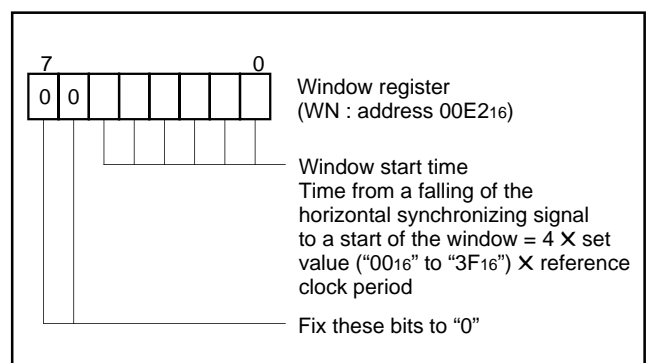 7 0
0 0
Window register
(WN : address 00E216)
Window start time
Time from a falling of the
horizontal synchronizing signal
to a start of the window = 4 X set
value (“0016” to “3F16”) X reference
clock period
Fix these bits to “0”